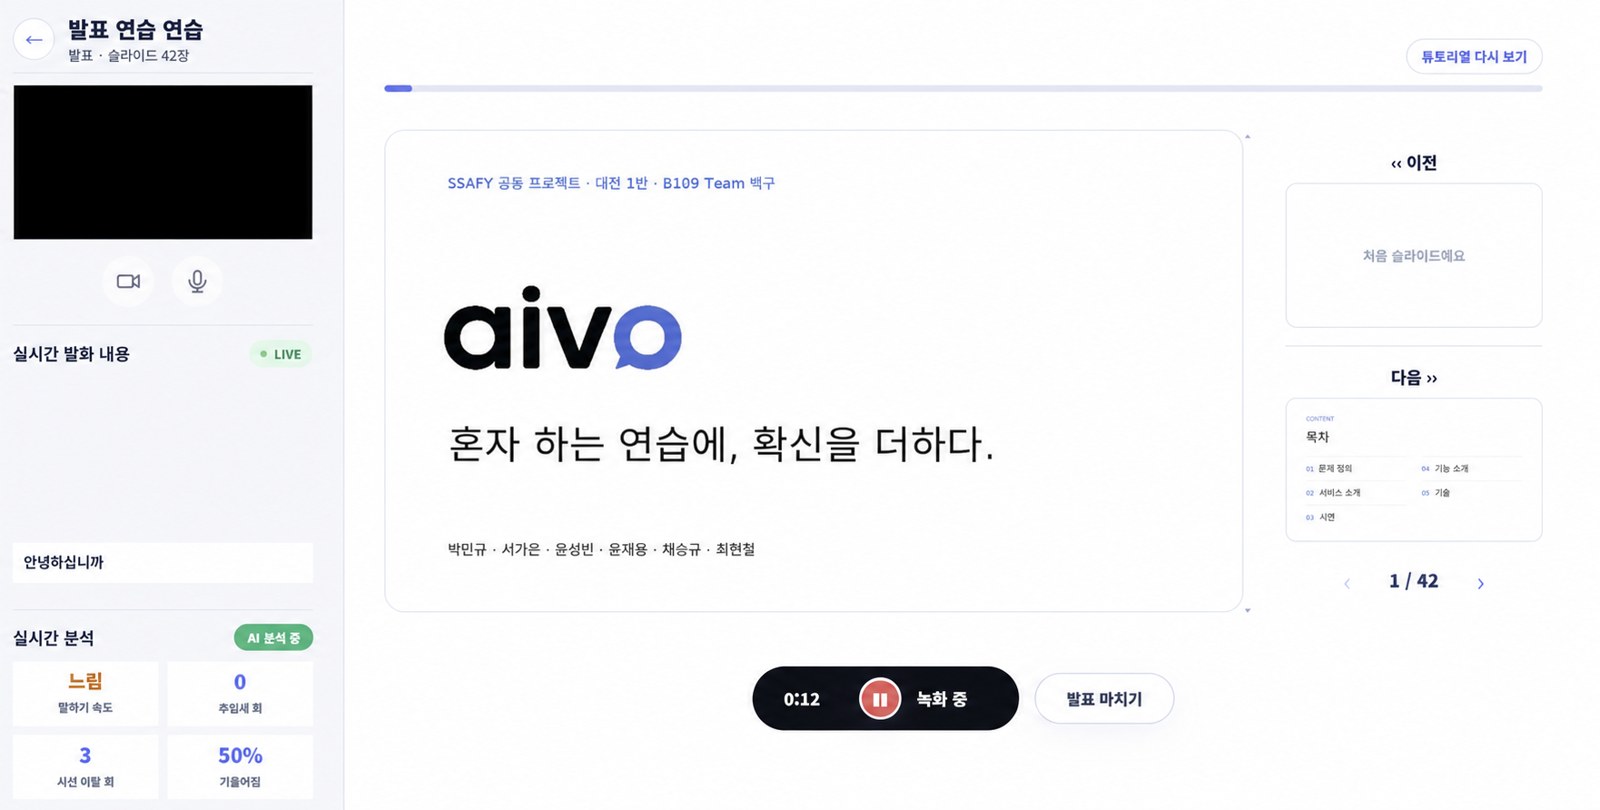 발표 연습 연습
발표 · 슬라이드 42장
실시간 발화 내용
LIVE
안녕하십니까
실시간 분석
AI 분석 중
느림
말하기 속도
0
추임새 회
3
시선 이탈 회
50%
기울어짐
튜토리얼 다시 보기
SSAFY 공동 프로젝트 · 대전 1반 · B109 Team 백구
aivo
혼자 하는 연습에, 확신을 더하다.
박민규 · 서가은 · 윤성빈 · 윤재용 · 채승규 · 최현철
‹‹ 이전
처음 슬라이드예요
다음 ››
CONTENT
목차
01 문제 정의
02 서비스 소개
03 시연
04 기능 소개
05 기술
‹ 1 / 42 ›
0:12
녹화 중
발표 마치기